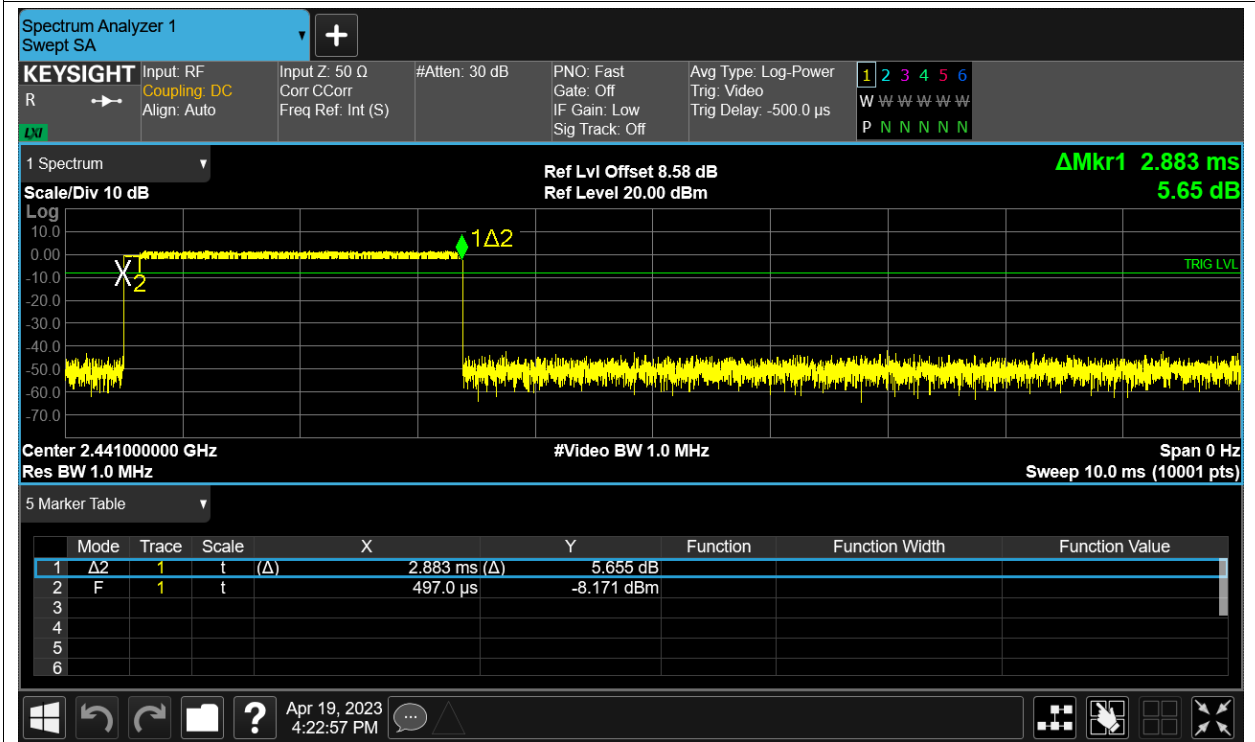 Spectrum Analyzer 1
Swept SA
KEYSIGHT Input: RF Input Z: 50 Ω #Atten: 30 dB PNO: Fast Avg Type: Log-Power 1 2 3 4 5 6
R Coupling: DC Corr CCorr Gate: Off Trig: Video W W W W W W
Align: Auto Freq Ref: Int (S) IF Gain: Low Trig Delay: -500.0 µs
LXI Sig Track: Off P N N N N N
1 Spectrum Ref Lvl Offset 8.58 dB ΔMkr1 2.883 ms
Scale/Div 10 dB Ref Level 20.00 dBm 5.65 dB
Log
10.0 1Δ2
0.00 TRIG LVL
-10.0 X2
-20.0
-30.0
-40.0
-50.0
-60.0
-70.0
Center 2.441000000 GHz #Video BW 1.0 MHz Span 0 Hz
Res BW 1.0 MHz Sweep 10.0 ms (10001 pts)
5 Marker Table
Mode Trace Scale X Y Function Function Width Function Value
1 Δ2 1 t (Δ) 2.883 ms (Δ) 5.655 dB
2 F 1 t 497.0 µs -8.171 dBm
3
4
5
6
? Apr 19, 2023
4:22:57 PM